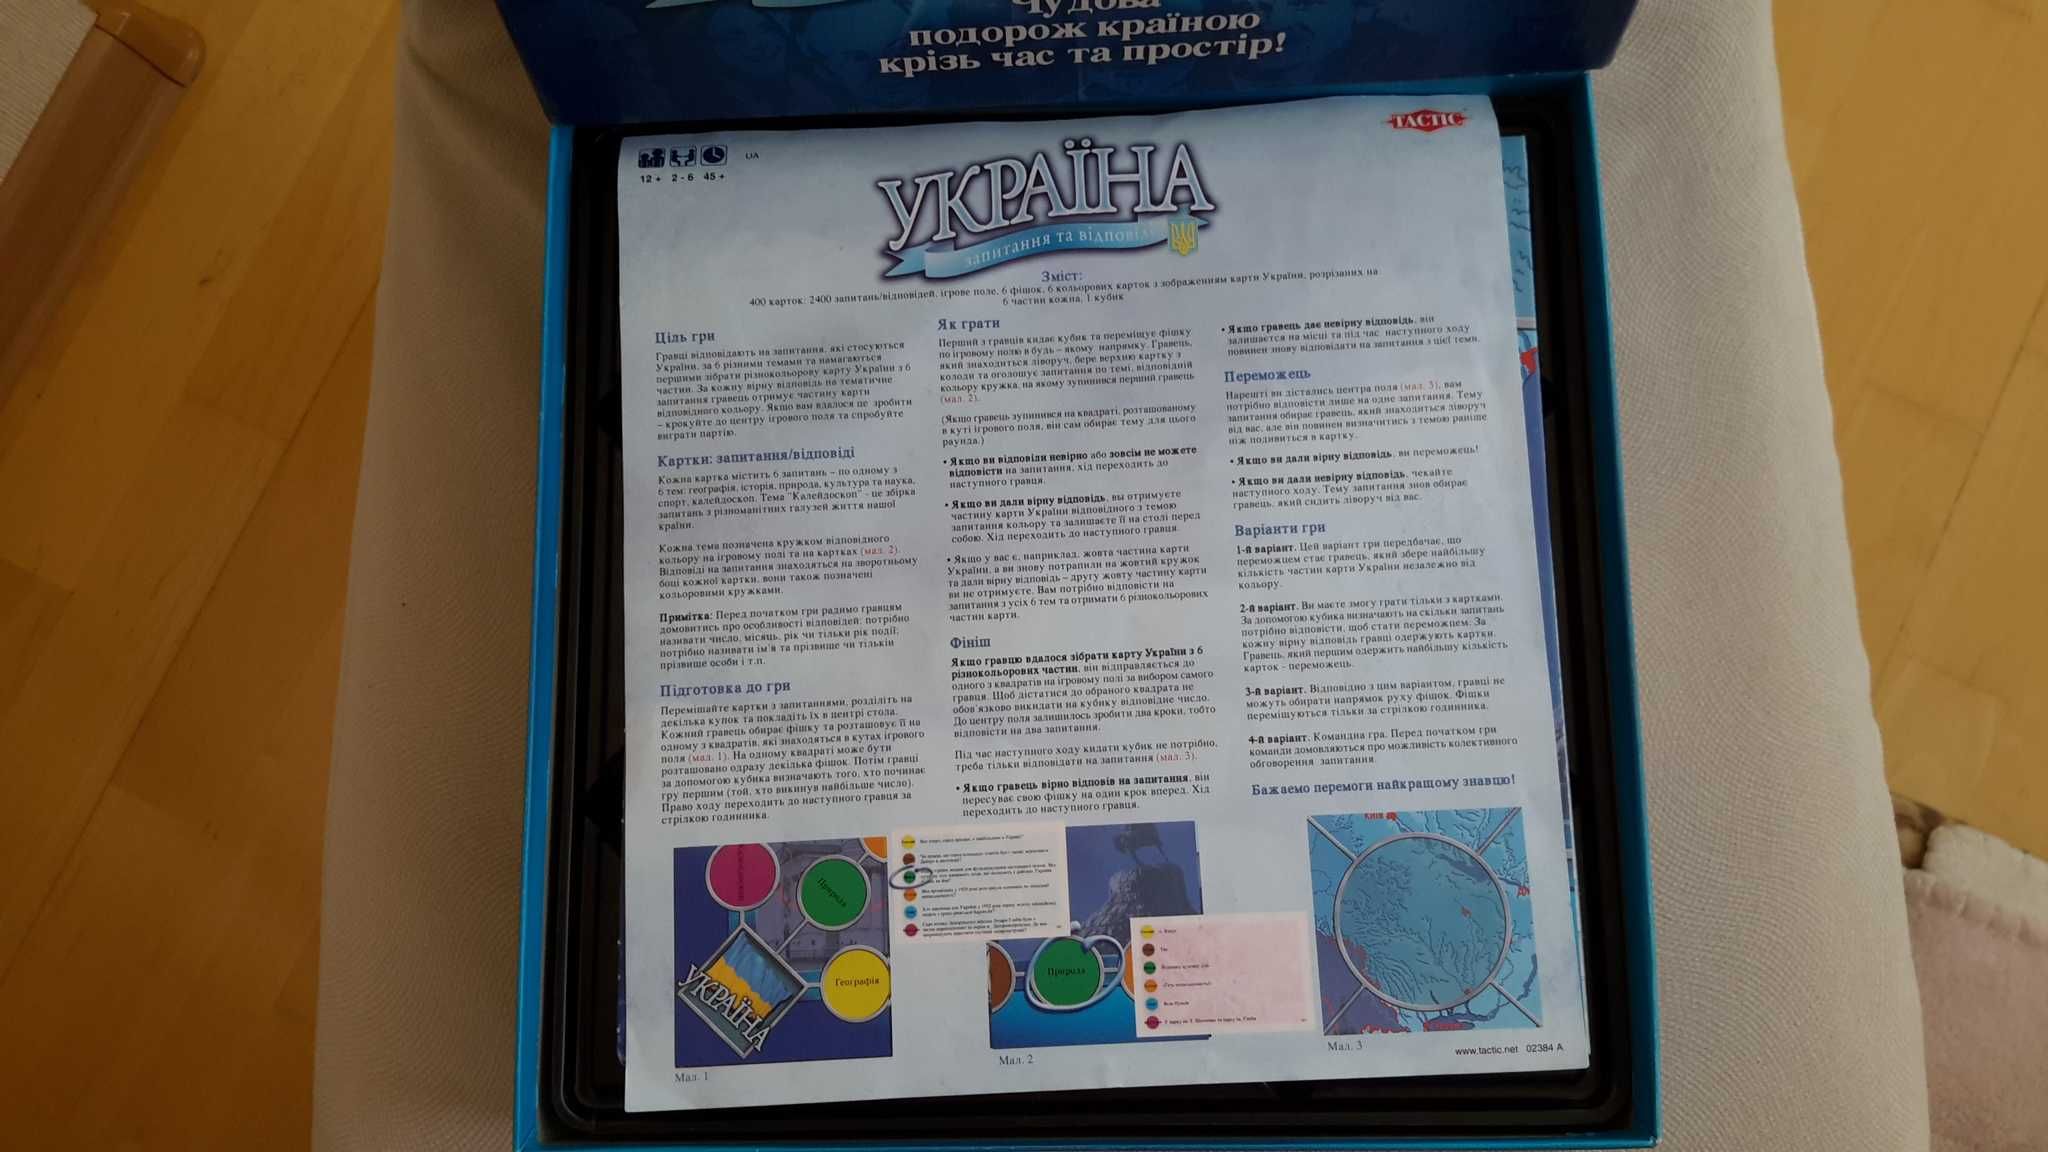 Чудова
подорож країною
крізь час та простір!
TACTIC
12 + 2 - 6 45 +
UA
УКРАЇНА
запитання та відповіді
Зміст:
400 карток: 2400 запитань/відповідей, ігрове поле, 6 фішок, 6 кольорових карток з зображенням карти України, розрізаних на
6 частин кожна, 1 кубик
Ціль гри
Гравці відповідають на запитання, які стосуються
України, за 6 різними темами та намагаються
першими зібрати різнокольорову карту України з 6
частин. За кожну вірну відповідь на тематичне
запитання гравець отримує частину карти
відповідного кольору. Якщо вам вдалося це зробити
– крокуйте до центру ігрового поля та спробуйте
виграти партію.
Картки: запитання/відповіді
Кожна картка містить 6 запитань – по одному з
6 тем: географія, історія, природа, культура та наука,
спорт, калейдоскоп. Тема "Калейдоскоп" - це збірка
запитань з різноманітних галузей життя нашої
країни.
Кожна тема позначена кружком відповідного
кольору на ігровому полі та на картках (мал. 2).
Відповіді на запитання знаходяться на зворотньому
боці кожної картки, вони також позначені
кольоровими кружками.
Примітка: Перед початком гри радимо гравцям
домовитись про особливості відповідей: потрібно
називати число, місяць, рік чи тільки рік події;
потрібно називати ім'я та прізвище чи тількін
прізвище особи і т.п.
Підготовка до гри
Перемішайте картки з запитаннями, розділіть на
декілька купок та покладіть їх в центрі стола.
Кожний гравець обирає фішку та розташовує її на
одному з квадратів, які знаходяться в кутах ігрового
поля (мал. 1). На одному квадраті може бути
розташовано одразу декілька фішок. Потім гравці
за допомогою кубика визначають того, хто починає
гру першим (той, хто викинув найбільше число).
Право ходу переходить до наступного гравця за
стрілкою годинника.
Як грати
Перший з гравців кидає кубик та переміщує фішку
по ігровому полю в будь – якому напрямку. Гравець,
який знаходиться ліворуч, бере верхню картку з
колоди та оголошує запитання по темі, відповідній
кольору кружка, на якому зупинився перший гравець
(мал. 2).
(Якщо гравець зупинився на квадраті, розташованому
в куті ігрового поля, він сам обирає тему для цього
раунда.)
• Якщо ви відповіли невірно або зовсім не можете
відповісти на запитання, хід переходить до
наступного гравця.
• Якщо ви дали вірну відповідь, вы отримуєте
частину карти України відповідного з темою
запитання кольору та залишаєте її на столі перед
собою. Хід переходить до наступного гравця.
• Якщо у вас є, наприклад, жовта частина карти
України, а ви знову потрапили на жовтий кружок
та дали вірну відповідь – другу жовту частину карти
ви не отримуєте. Вам потрібно відповісти на
запитання з усіх 6 тем та отримати 6 різнокольорових
частин карти.
Фініш
Якщо гравцю вдалося зібрати карту України з 6
різнокольорових частин, він відправляється до
одного з квадратів на ігровому полі за вибором самого
гравця. Щоб дістатися до обраного квадрата не
обов'язково викидати на кубику відповідне число.
До центру поля залишилось зробити два кроки, тобто
відповісти на два запитання.
Під час наступного ходу кидати кубик не потрібно,
треба тільки відповідати на запитання (мал. 3).
• Якщо гравець вірно відповів на запитання, він
пересуває свою фішку на один крок вперед. Хід
переходить до наступного гравця.
• Якщо гравець дає невірну відповідь, він
залишається на місці та під час наступного ходу
повинен знову відповідати на запитання з цієї теми.
Переможець
Нарешті ви дістались центра поля (мал. 3), вам
потрібно відповісти лише на одне запитання. Тему
запитання обирає гравець, який знаходиться ліворуч
від вас, але він повинен визначитись з темою раніше
ніж подивиться в картку.
• Якщо ви дали вірну відповідь, ви переможець!
• Якщо ви дали невірну відповідь, чекайте
наступного ходу. Тему запитання знов обирає
гравець, який сидить ліворуч від вас.
Варіанти гри
1-й варіант. Цей варіант гри передбачає, що
переможцем стає гравець, який збере найбільшу
кількість частин карти України незалежно від
кольору.
2-й варіант. Ви маєте змогу грати тільки з картками.
За допомогою кубика визначають на скільки запитань
потрібно відповісти, щоб стати переможцем. За
кожну вірну відповідь гравці одержують картки.
Гравець, який першим одержить найбільшу кількість
карток - переможець.
3-й варіант. Відповідно з цим варіантом, гравці не
можуть обирати напрямок руху фішок. Фішки
переміщуються тільки за стрілкою годинника.
4-й варіант. Командна гра. Перед початком гри
команди домовляються про можливість колективного
обговорення запитання.
Бажаємо перемоги найкращому знавцю!
Природа
Географія
УКРАЇНА
Природа
Київ
Мал. 1
Мал. 2
Мал. 3
www.tactic.net 02384 A